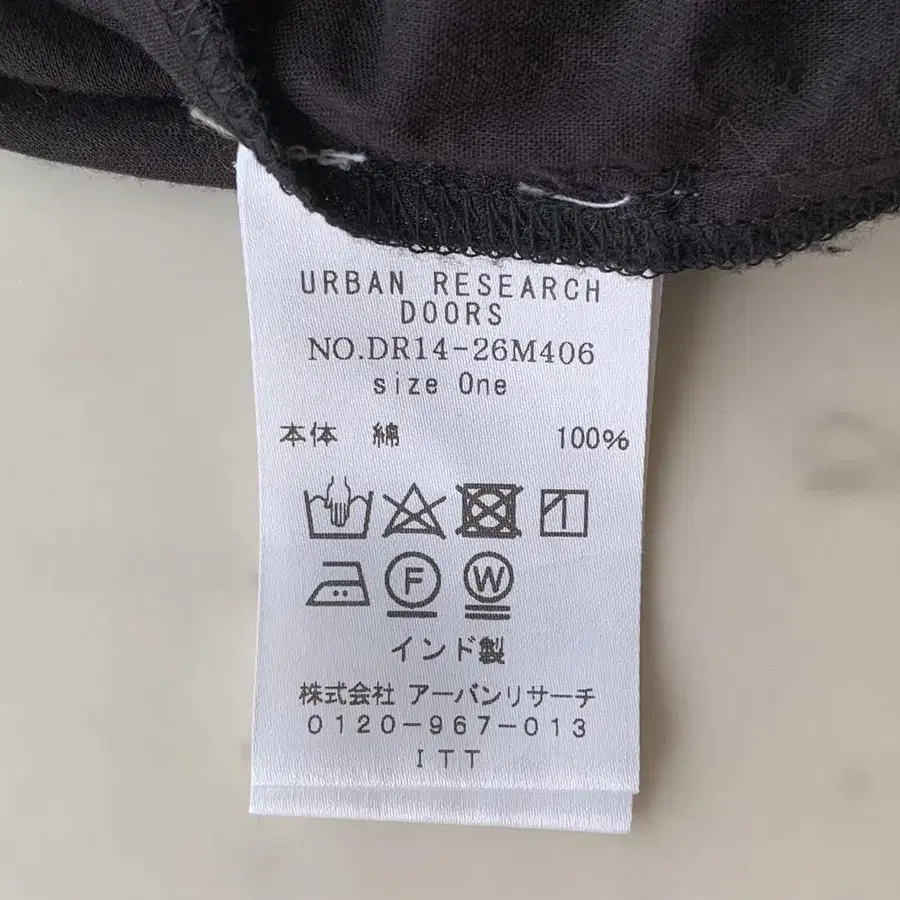 URBAN RESEARCH
DOORS
NO.DR14-26M406
size One
本体 綿 100%
F W
インド製
株式会社 アーバンリサーチ
0120-967-013
ITT